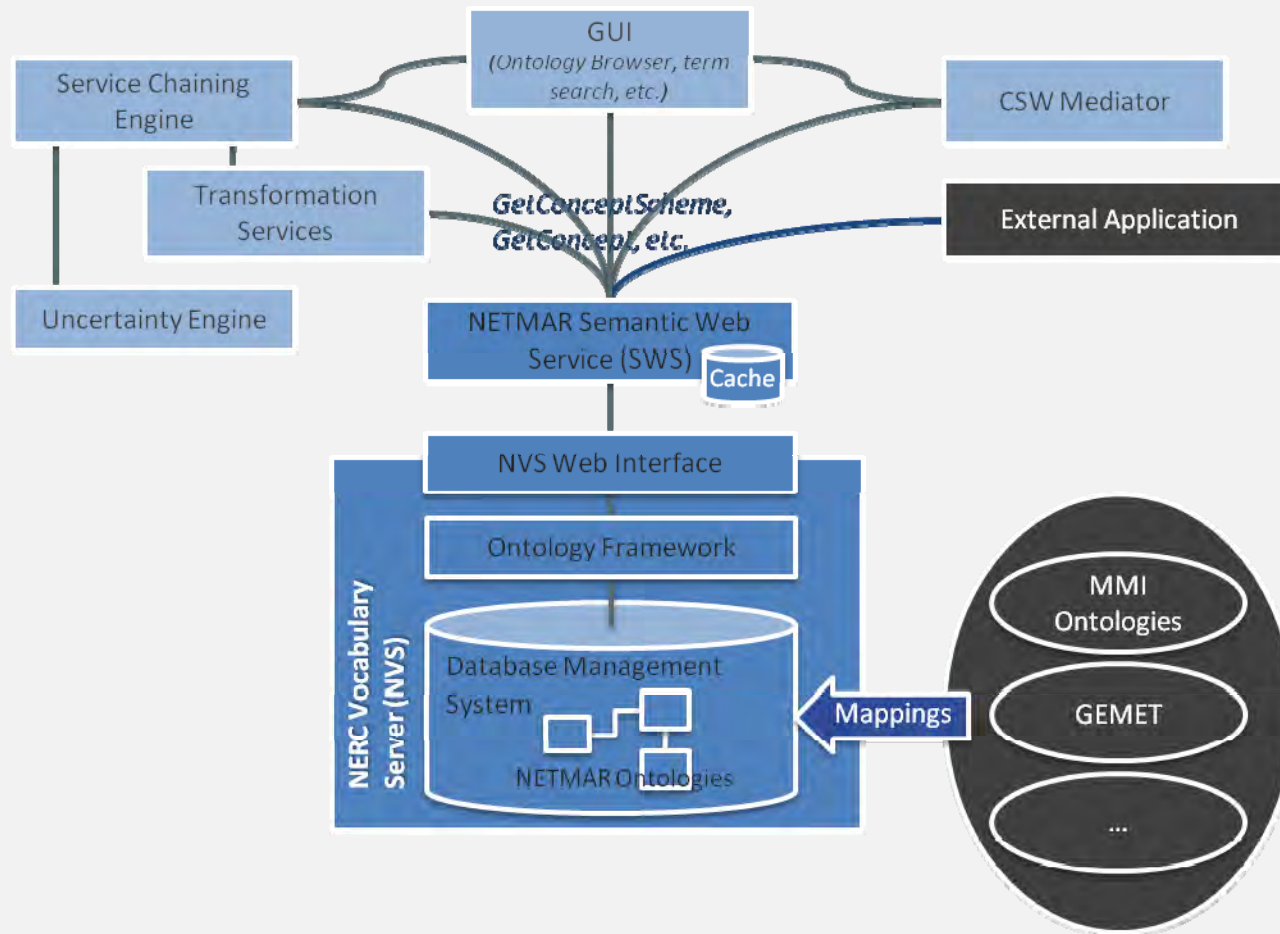 GUI
(Ontology Browser, term
search, etc.)
Service Chaining
Engine
CSW Mediator
Transformation
Services
GetConceptScheme,
GetConcept, etc.
External Application
Uncertainty Engine
NETMAR Semantic Web
Service (SWS)
Cache
NVS Web Interface
Ontology Framework
NERC Vocabulary
Server (NVS)
Database Management
System
NETMAR Ontologies
Mappings
MMI
Ontologies
GEMET
...